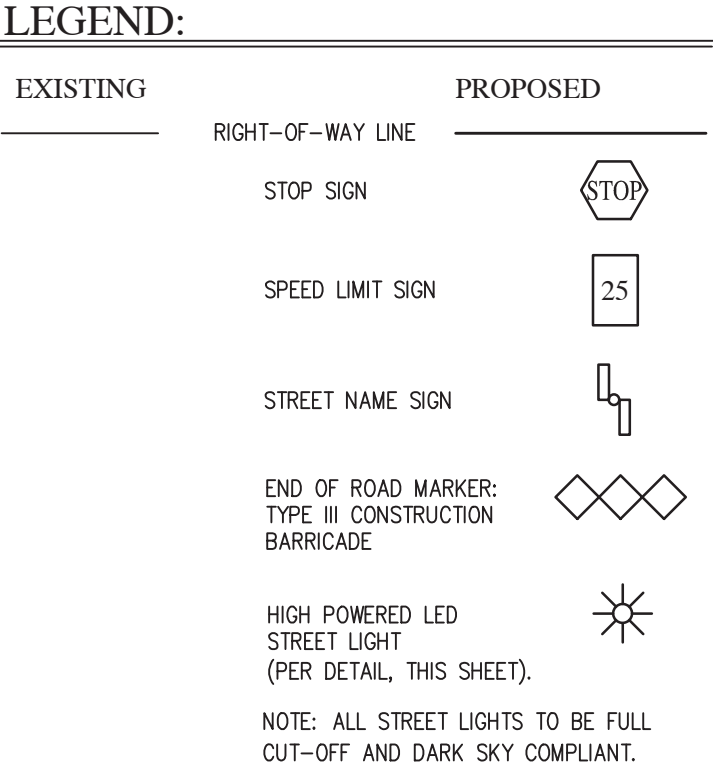 LEGEND:
EXISTING PROPOSED
RIGHT-OF-WAY LINE
STOP SIGN STOP
SPEED LIMIT SIGN 25
STREET NAME SIGN
END OF ROAD MARKER:
TYPE III CONSTRUCTION
BARRICADE
HIGH POWERED LED
STREET LIGHT
(PER DETAIL, THIS SHEET).
NOTE: ALL STREET LIGHTS TO BE FULL
CUT-OFF AND DARK SKY COMPLIANT.